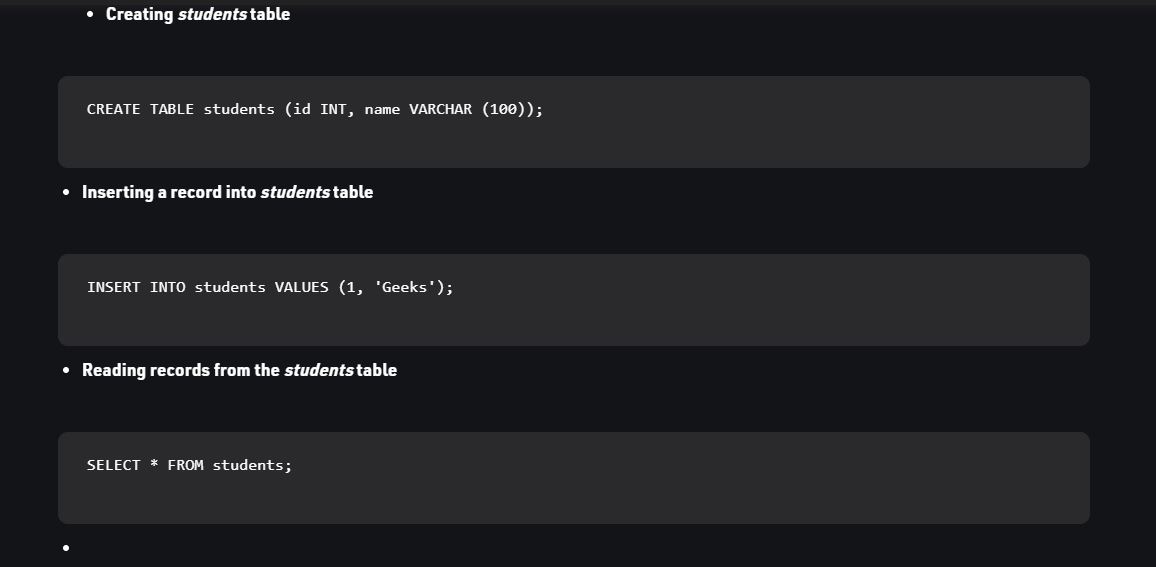 Creating students table
CREATE TABLE students (id INT, name VARCHAR (100));
Inserting a record into students table
INSERT INTO students VALUES (1, 'Geeks');
Reading records from the students table
SELECT * FROM students;